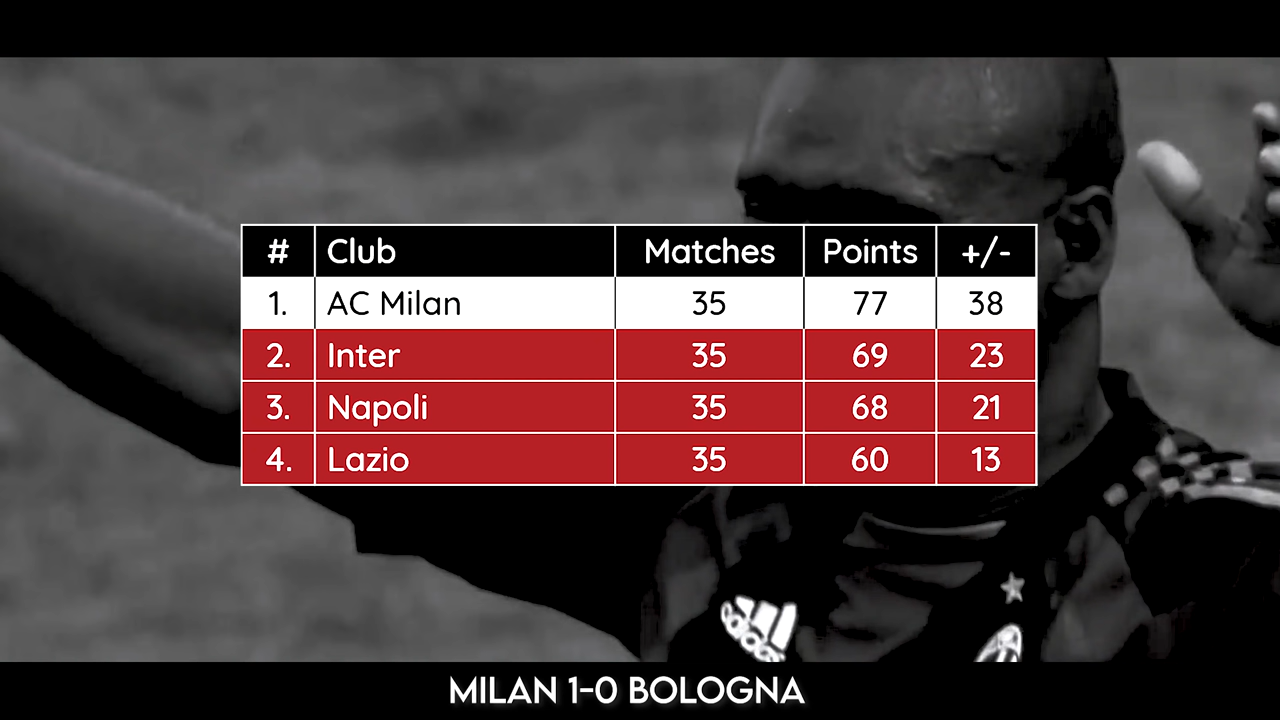 # Club Matches Points +/-
1. AC Milan 35 77 38
2. Inter 35 69 23
3. Napoli 35 68 21
4. Lazio 35 60 13
adidas
MILAN 1-0 BOLOGNA